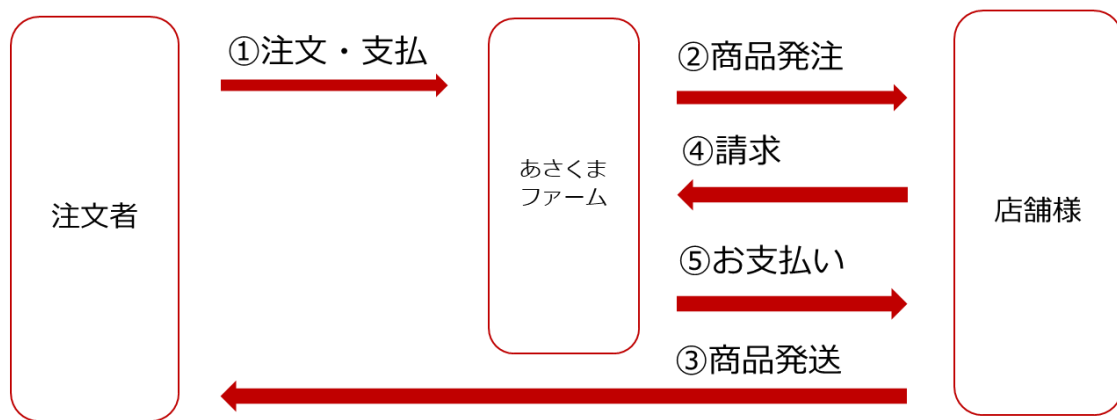 ①注文・支払
②商品発注
④請求
あさくま
ファーム
注文者
店舗様
⑤お支払い
③商品発送